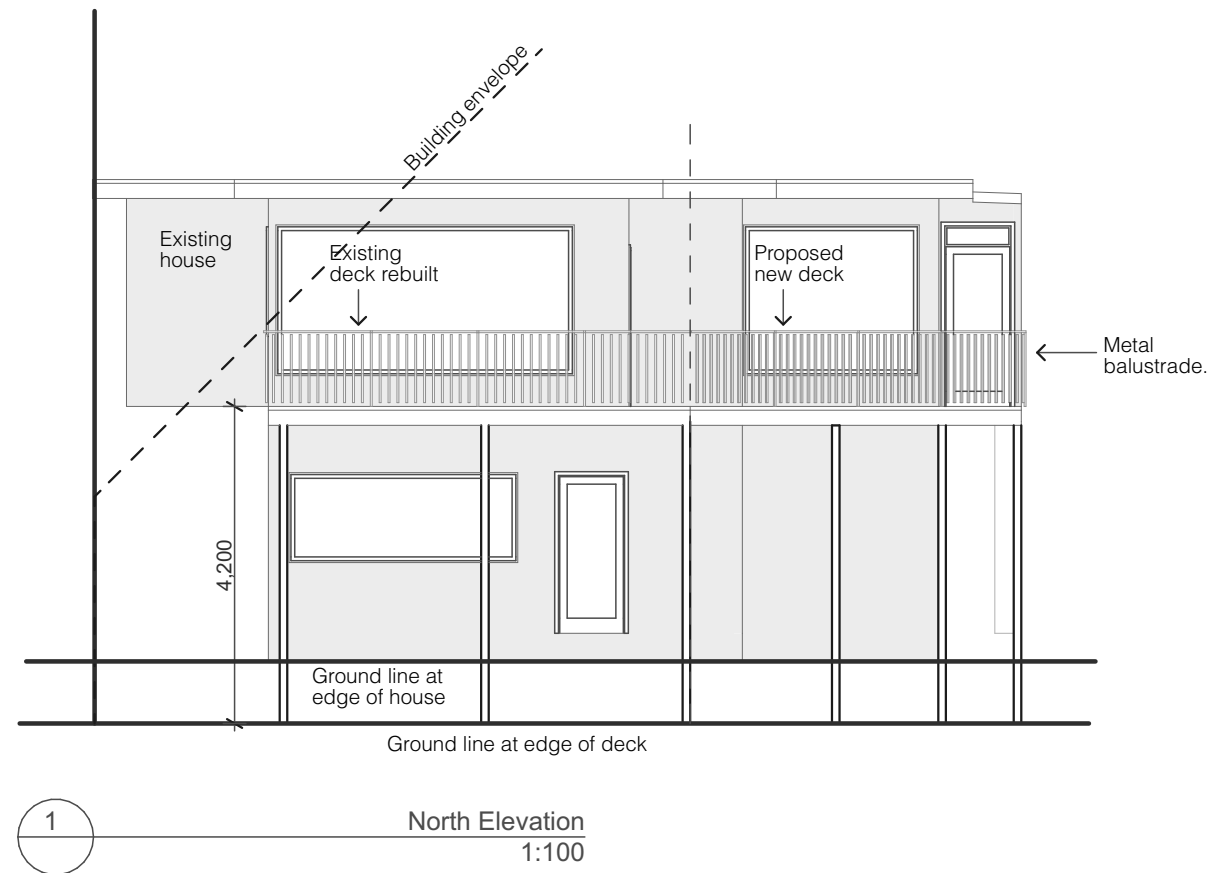 Building envelope
Existing
house
Existing
deck rebuilt
Proposed
new deck
Metal
balustrade.
4,200
Ground line at
edge of house
Ground line at edge of deck
1
North Elevation
1:100